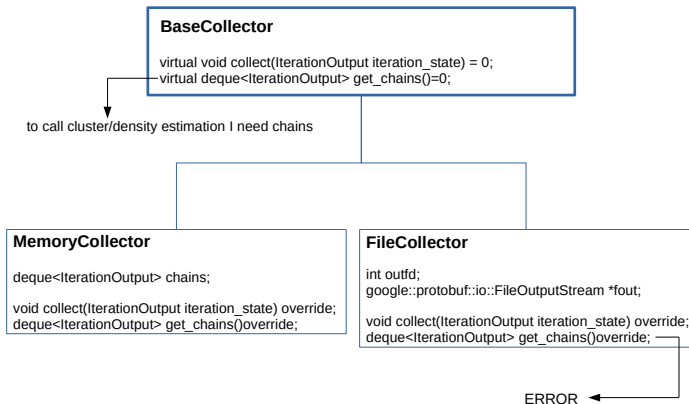 BaseCollector
virtual void collect(IterationOutput iteration_state) = 0;
virtual deque<IterationOutput> get_chains()=0;
to call cluster/density estimation I need chains
MemoryCollector
deque<IterationOutput> chains;
void collect(IterationOutput iteration_state) override;
deque<IterationOutput> get_chains()override;
FileCollector
int outfd;
google::protobuf::io::FileOutputStream *fout;
void collect(IterationOutput iteration_state) override;
deque<IterationOutput> get_chains()override;
ERROR